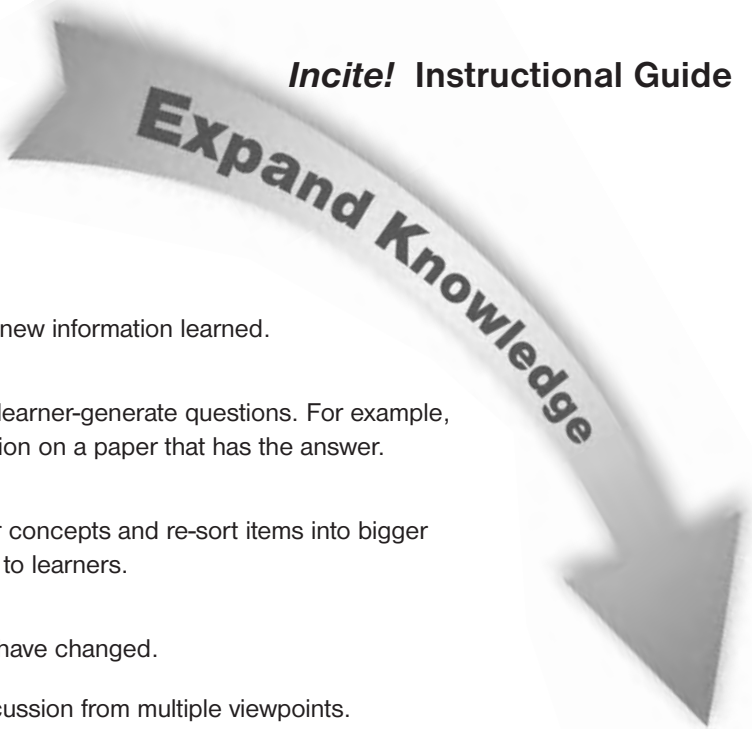 Incite! Instructional Guide
Expand Knowledge
new information learned.
learner-generate questions. For example,
ion on a paper that has the answer.
r concepts and re-sort items into bigger
to learners.
have changed.
cussion from multiple viewpoints.